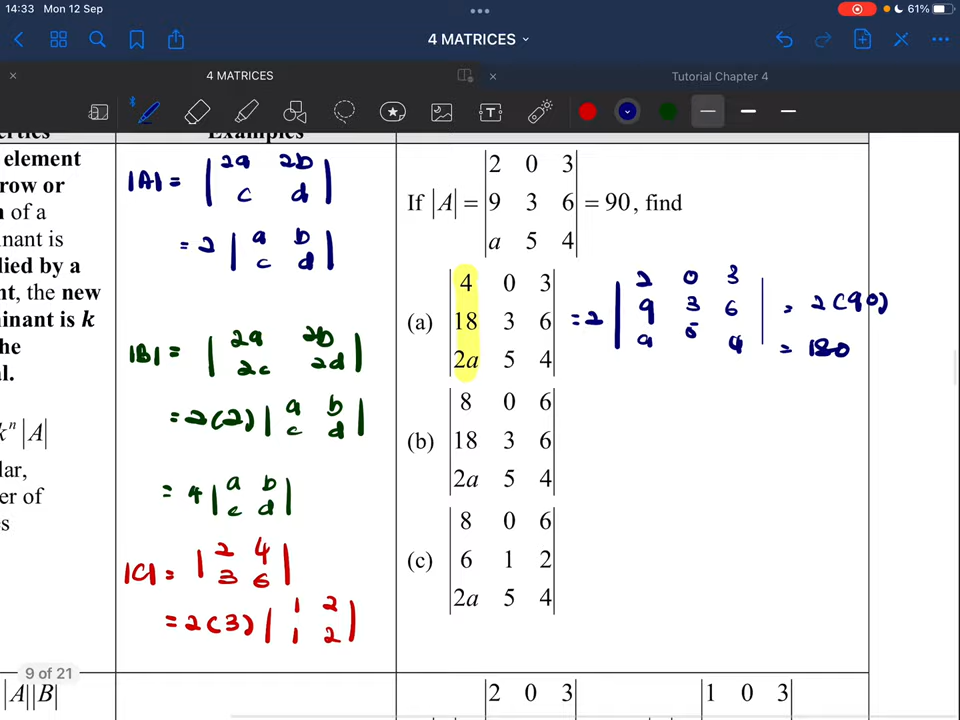 14:33 Mon 12 Sep
61%
4 MATRICES
4 MATRICES
Tutorial Chapter 4
Examples
element
row or
n of a
inant is
lied by a
nt, the new
minant is k
he
al.
kⁿ |A|
lar,
er of
es
9 of 21
|A||B|
|A| = | 2a 2b |
| c d |
= 2 | a b |
| c d |
|B| = | 2a 2b |
| 2c 2d |
= 2(2) | a b |
| c d |
= 4 | a b |
| c d |
|C| = | 2 4 |
| 3 6 |
= 2(3) | 1 2 |
| 1 2 |
2 0 3
If |A| = 9 3 6 = 90, find
a 5 4
4 0 3
(a) 18 3 6
2a 5 4
2 0 3
= 2 | 9 3 6 | = 2(90)
a 5 4 = 180
8 0 6
(b) 18 3 6
2a 5 4
8 0 6
(c) 6 1 2
2a 5 4
2 0 3
1 0 3